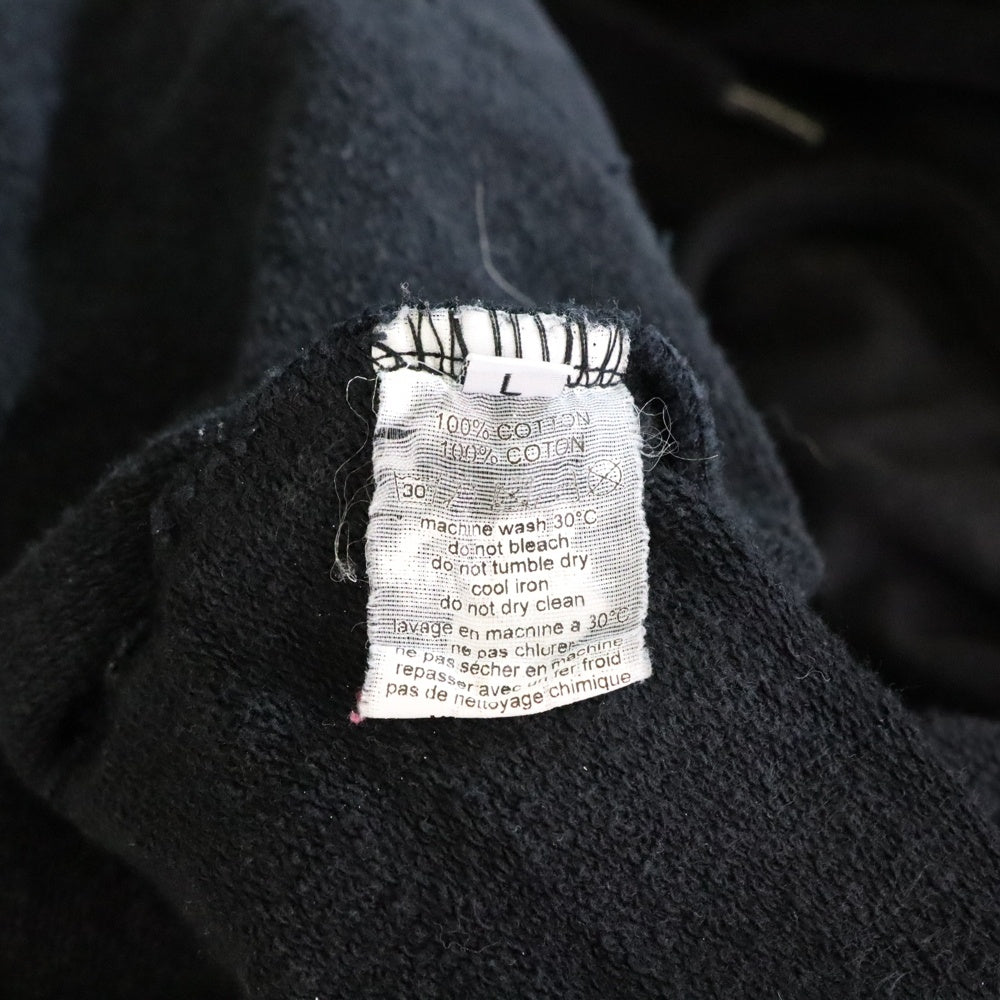 L
100% COTTON
100% COTON
30
machine wash 30°C
do not bleach
do not tumble dry
cool iron
do not dry clean
lavage en machine a 30°C
ne pas chlorer
ne pas sécher en machine
repasser avec un fer froid
pas de nettoyage chimique